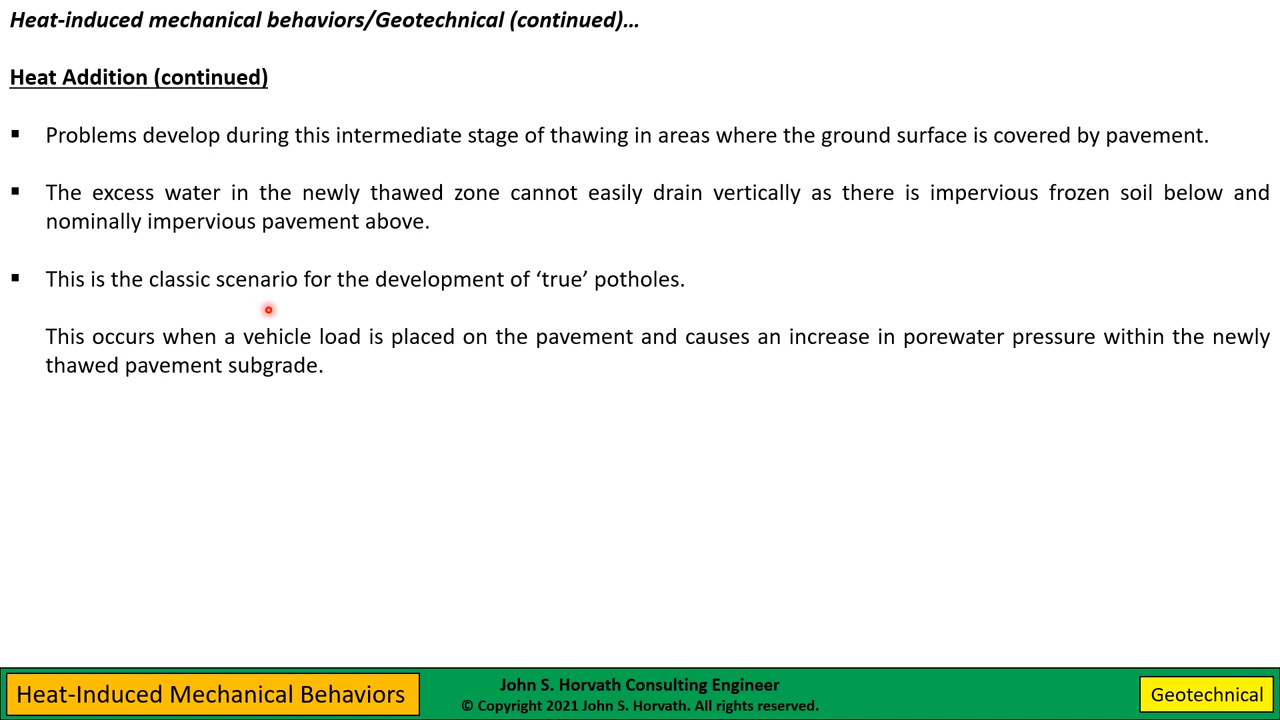 Heat-induced mechanical behaviors/Geotechnical (continued)…
Heat Addition (continued)
▪ Problems develop during this intermediate stage of thawing in areas where the ground surface is covered by pavement.
▪ The excess water in the newly thawed zone cannot easily drain vertically as there is impervious frozen soil below and
nominally impervious pavement above.
▪ This is the classic scenario for the development of ‘true’ potholes.
This occurs when a vehicle load is placed on the pavement and causes an increase in porewater pressure within the newly
thawed pavement subgrade.
Heat-Induced Mechanical Behaviors
John S. Horvath Consulting Engineer
© Copyright 2021 John S. Horvath. All rights reserved.
Geotechnical